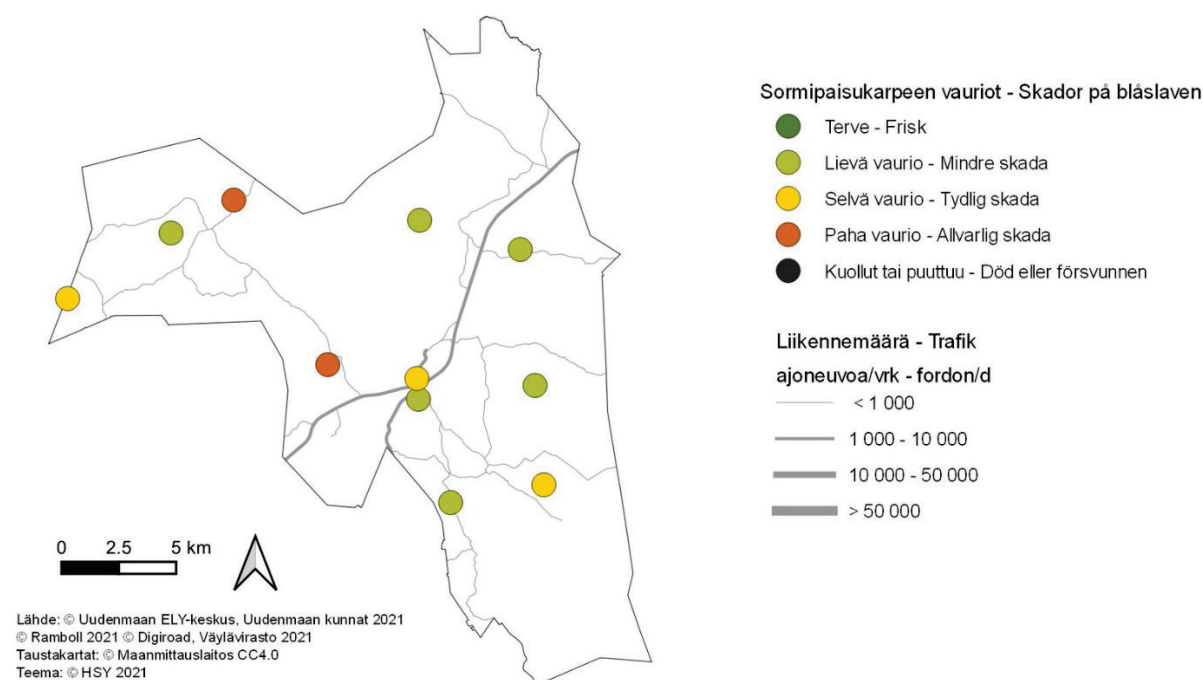 Sormipaisukarpeen vauriot - Skador på blåslaven
Terve - Frisk
Lievä vaurio - Mindre skada
Selvä vaurio - Tydlig skada
Paha vaurio - Allvarlig skada
Kuollut tai puuttuu - Död eller försvunnen
Liikennemäärä - Trafik
ajoneuvoa/vrk - fordon/d
< 1 000
1 000 - 10 000
10 000 - 50 000
> 50 000
0 2.5 5 km
Lähde: © Uudenmaan ELY-keskus, Uudenmaan kunnat 2021
© Ramboll 2021 © Digiroad, Väylävirasto 2021
Taustakartat: © Maanmittauslaitos CC4.0
Teema: © HSY 2021